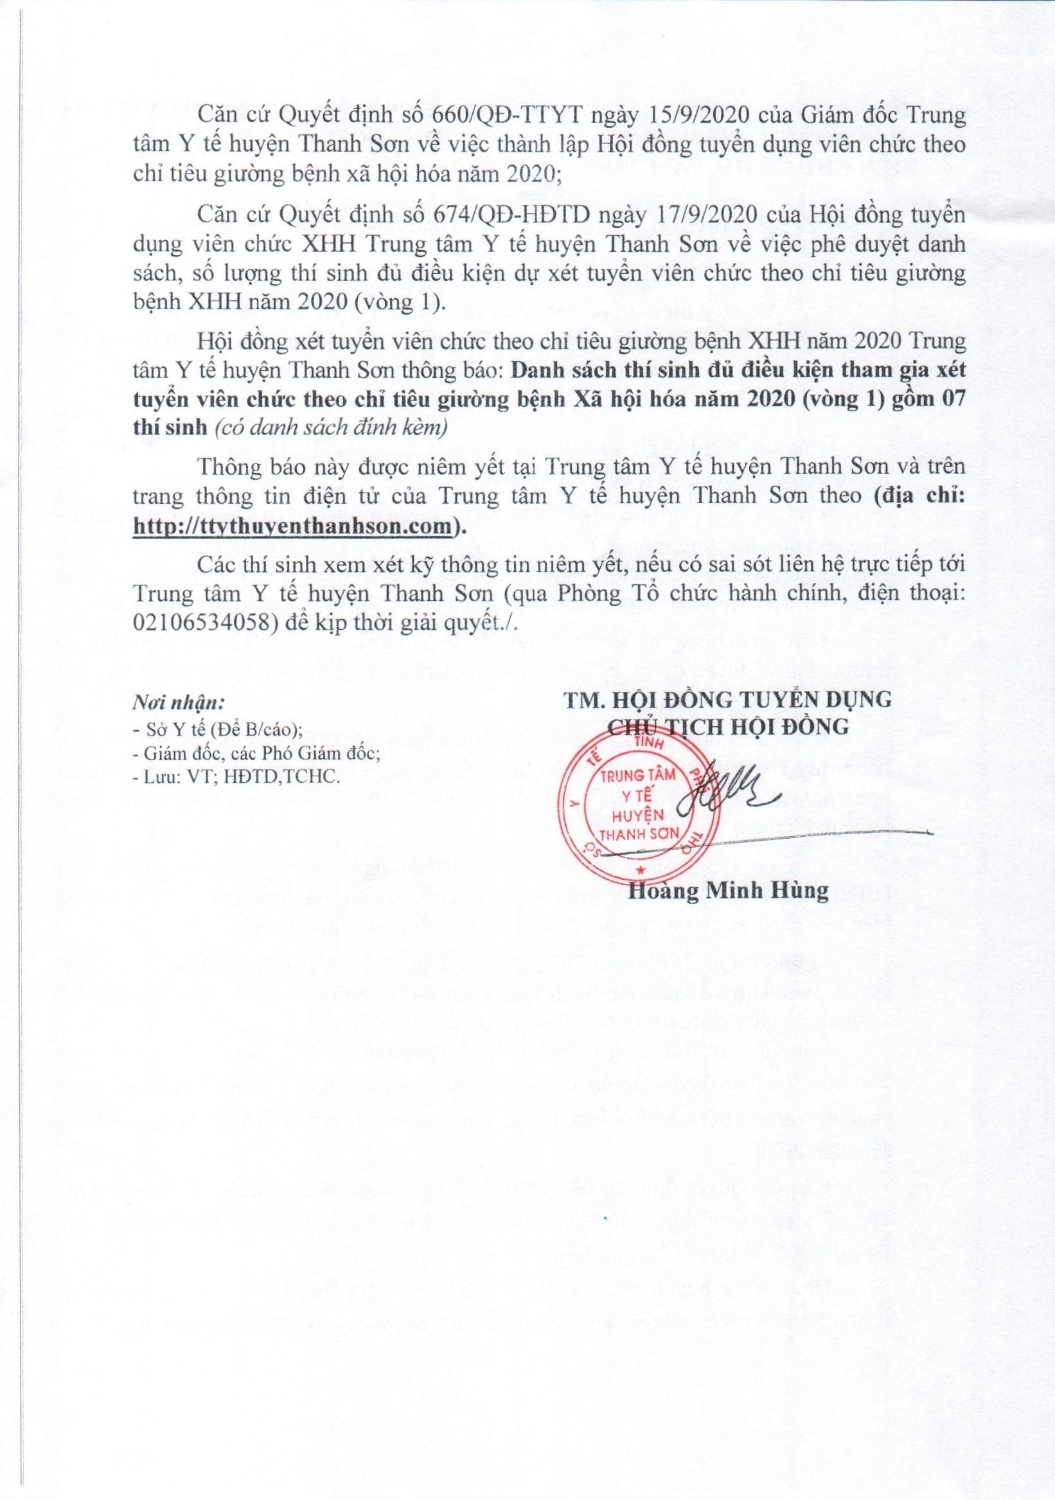 Căn cứ Quyết định số 660/QĐ-TTYT ngày 15/9/2020 của Giám đốc Trung
tâm Y tế huyện Thanh Sơn về việc thành lập Hội đồng tuyển dụng viên chức theo
chỉ tiêu giường bệnh xã hội hóa năm 2020;
Căn cứ Quyết định số 674/QĐ-HĐTD ngày 17/9/2020 của Hội đồng tuyển
dụng viên chức XHH Trung tâm Y tế huyện Thanh Sơn về việc phê duyệt danh
sách, số lượng thí sinh đủ điều kiện dự xét tuyển viên chức theo chỉ tiêu giường
bệnh XHH năm 2020 (vòng 1).
Hội đồng xét tuyển viên chức theo chỉ tiêu giường bệnh XHH năm 2020 Trung
tâm Y tế huyện Thanh Sơn thông báo: Danh sách thí sinh đủ điều kiện tham gia xét
tuyển viên chức theo chỉ tiêu giường bệnh Xã hội hóa năm 2020 (vòng 1) gồm 07
thí sinh (có danh sách đính kèm)
Thông báo này được niêm yết tại Trung tâm Y tế huyện Thanh Sơn và trên
trang thông tin điện tử của Trung tâm Y tế huyện Thanh Sơn theo (địa chỉ:
http://ttythuyenthanhson.com).
Các thí sinh xem xét kỹ thông tin niêm yết, nếu có sai sót liên hệ trực tiếp tới
Trung tâm Y tế huyện Thanh Sơn (qua Phòng Tổ chức hành chính, điện thoại:
02106534058) để kịp thời giải quyết./.
Nơi nhận:
- Sở Y tế (Để B/cáo);
- Giám đốc, các Phó Giám đốc;
- Lưu: VT; HĐTD,TCHC.
TM. HỘI ĐỒNG TUYỂN DỤNG
CHỦ TỊCH HỘI ĐỒNG
SỞ Y TẾ TỈNH PHÚ THỌ
TRUNG TÂM
Y TẾ
HUYỆN
THANH SƠN
Hoàng Minh Hùng